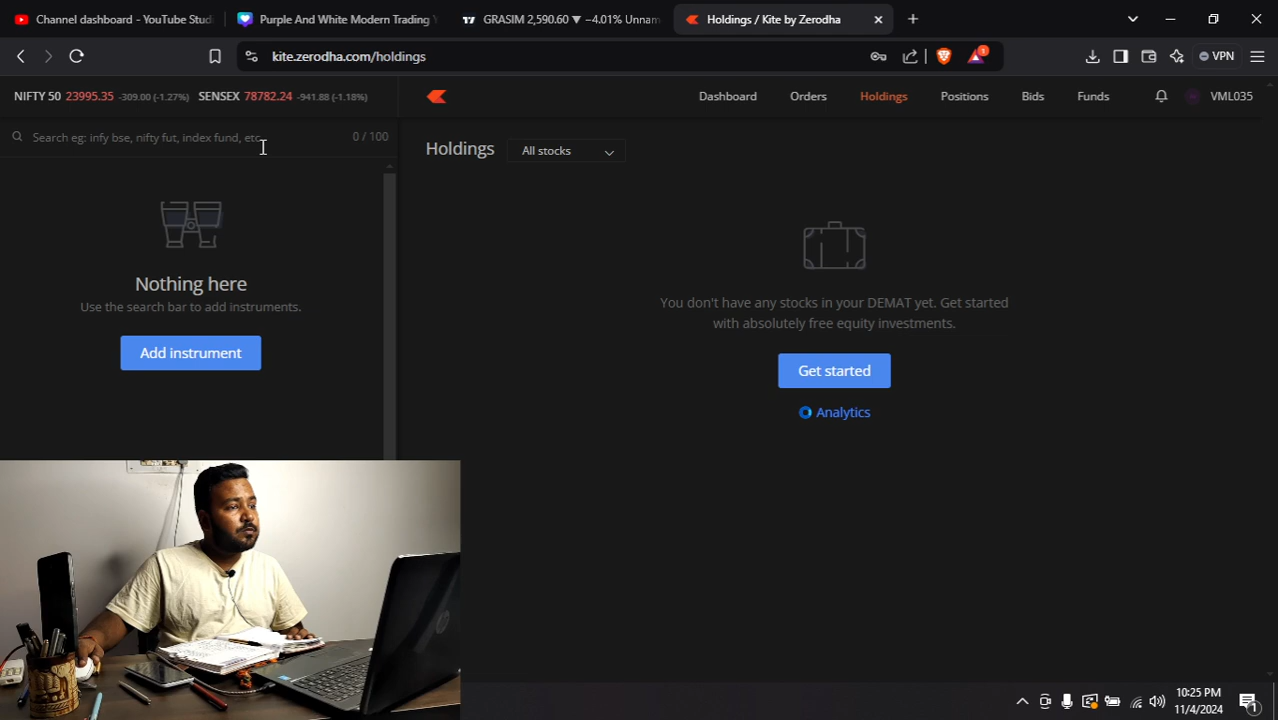 Channel dashboard - YouTube Stud
Purple And White Modern Trading Y
GRASIM 2,590.60 ▼ −4.01% Unnam
Holdings / Kite by Zerodha
kite.zerodha.com/holdings
VPN
NIFTY 50 23995.35 -309.00 (-1.27%) SENSEX 78782.24 -941.88 (-1.18%)
Dashboard Orders Holdings Positions Bids Funds VML035
Search eg: infy bse, nifty fut, index fund, etc
0 / 100
Holdings
All stocks
Nothing here
Use the search bar to add instruments.
Add instrument
You don't have any stocks in your DEMAT yet. Get started
with absolutely free equity investments.
Get started
Analytics
10:25 PM
11/4/2024